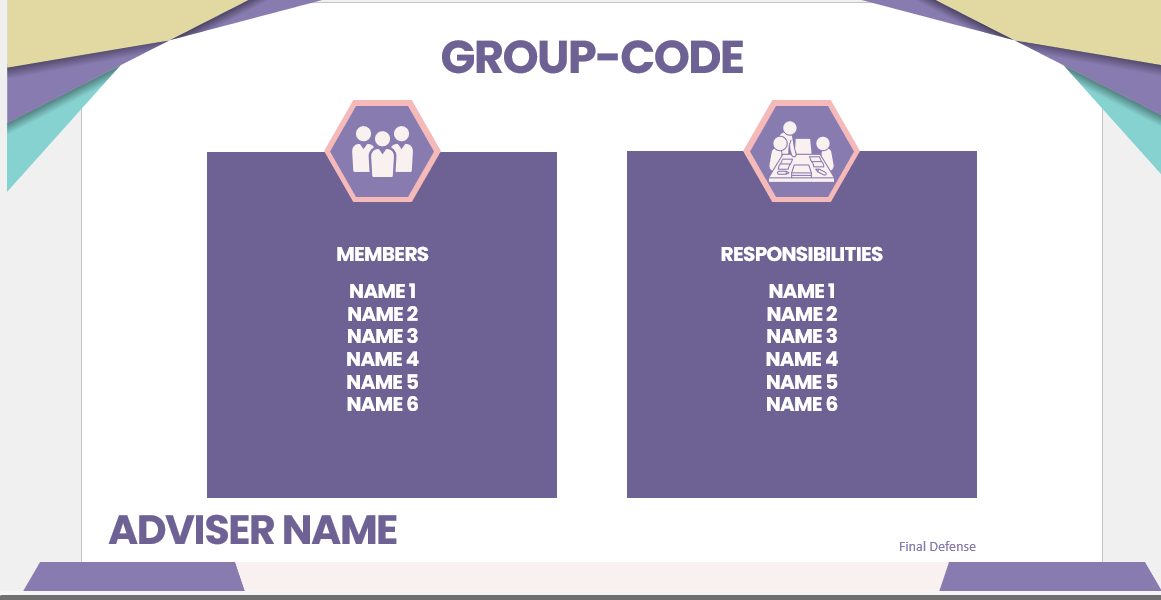 GROUP-CODE
MEMBERS
NAME 1
NAME 2
NAME 3
NAME 4
NAME 5
NAME 6
RESPONSIBILITIES
NAME 1
NAME 2
NAME 3
NAME 4
NAME 5
NAME 6
ADVISER NAME
Final Defense